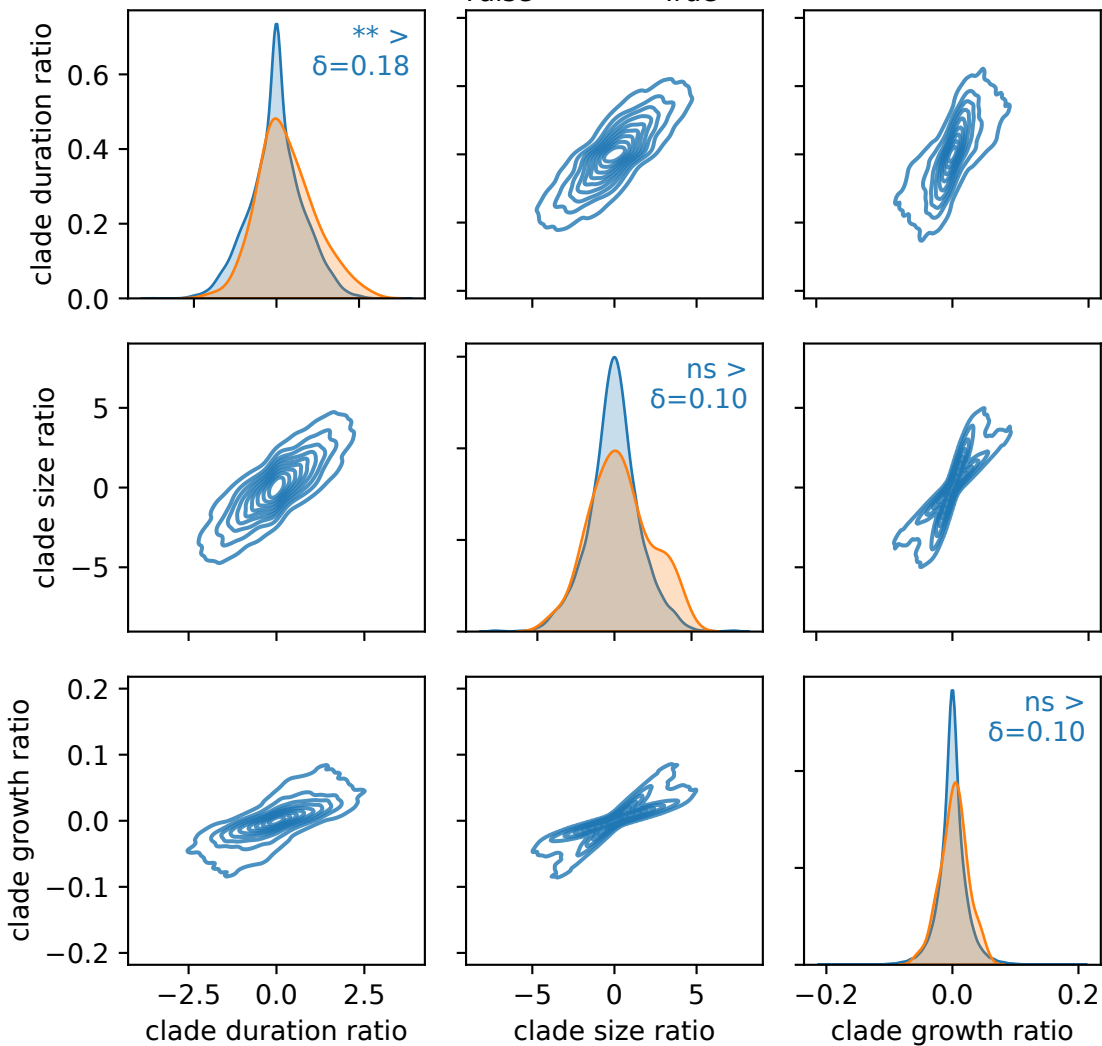 clade duration ratio
0.6
0.4
0.2
0.0
** >
δ=0.18
clade size ratio
5
0
−5
ns >
δ=0.10
clade growth ratio
0.2
0.1
0.0
−0.1
−0.2
ns >
δ=0.10
−2.5 0.0 2.5
−5 0 5
−0.2 0.0 0.2
clade duration ratio
clade size ratio
clade growth ratio